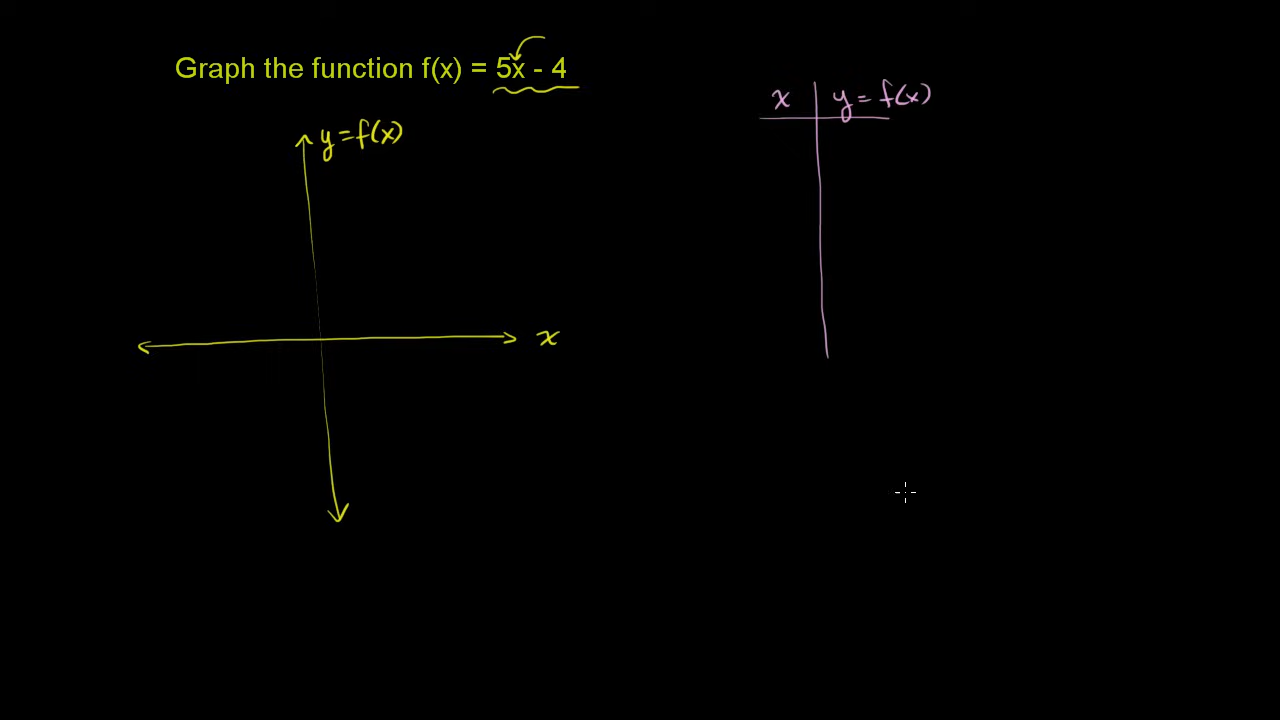 Graph the function f(x) = 5x - 4
y = f(x)
x
x y = f(x)